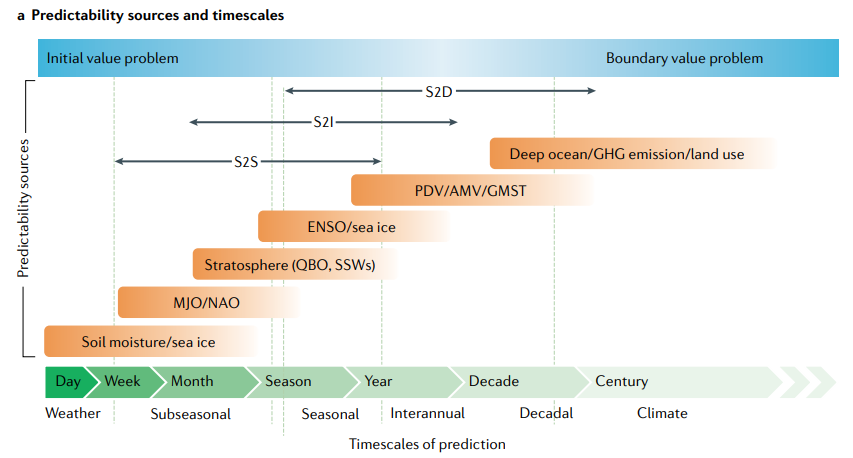 a Predictability sources and timescales
Initial value problem
Boundary value problem
S2D
S2I
S2S
Predictability sources
Deep ocean/GHG emission/land use
PDV/AMV/GMST
ENSO/sea ice
Stratosphere (QBO, SSWs)
MJO/NAO
Soil moisture/sea ice
Day Week Month Season Year Decade Century
Weather Subseasonal Seasonal Interannual Decadal Climate
Timescales of prediction